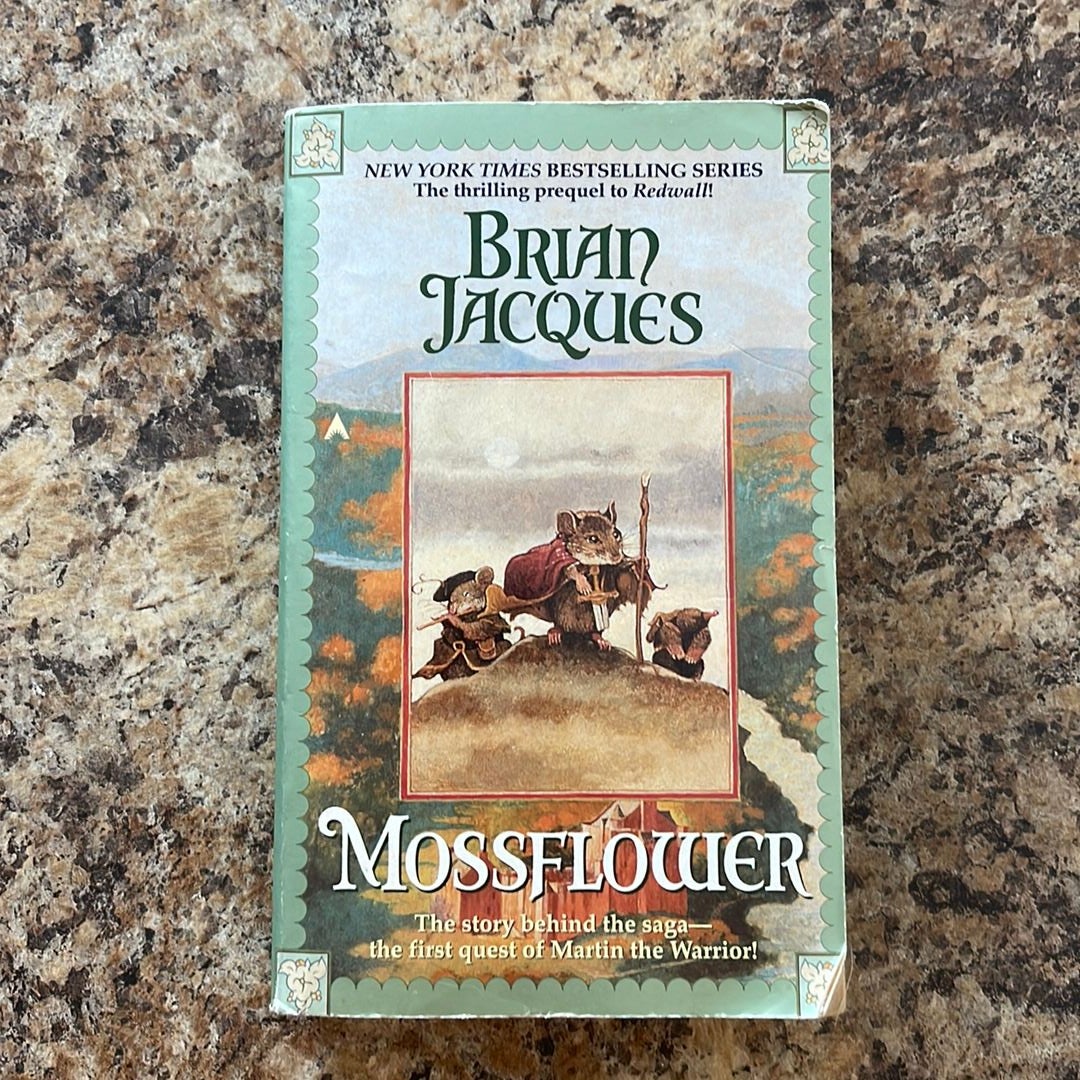 NEW YORK TIMES BESTSELLING SERIES
The thrilling prequel to Redwall!
BRIAN
JACQUES
MOSSFLOWER
The story behind the saga—
the first quest of Martin the Warrior!